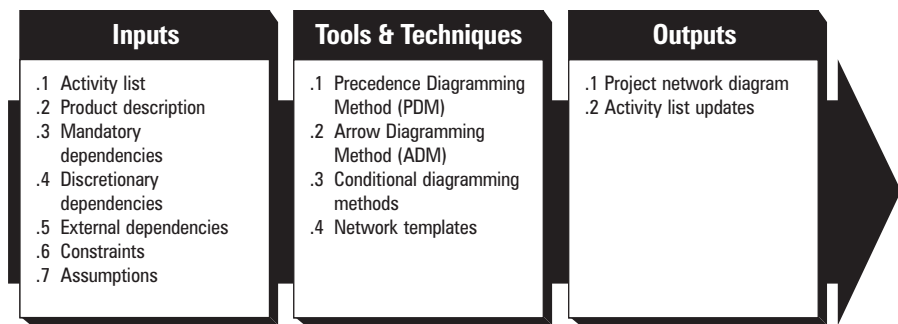 Inputs
.1 Activity list
.2 Product description
.3 Mandatory
dependencies
.4 Discretionary
dependencies
.5 External dependencies
.6 Constraints
.7 Assumptions
Tools & Techniques
.1 Precedence Diagramming
Method (PDM)
.2 Arrow Diagramming
Method (ADM)
.3 Conditional diagramming
methods
.4 Network templates
Outputs
.1 Project network diagram
.2 Activity list updates